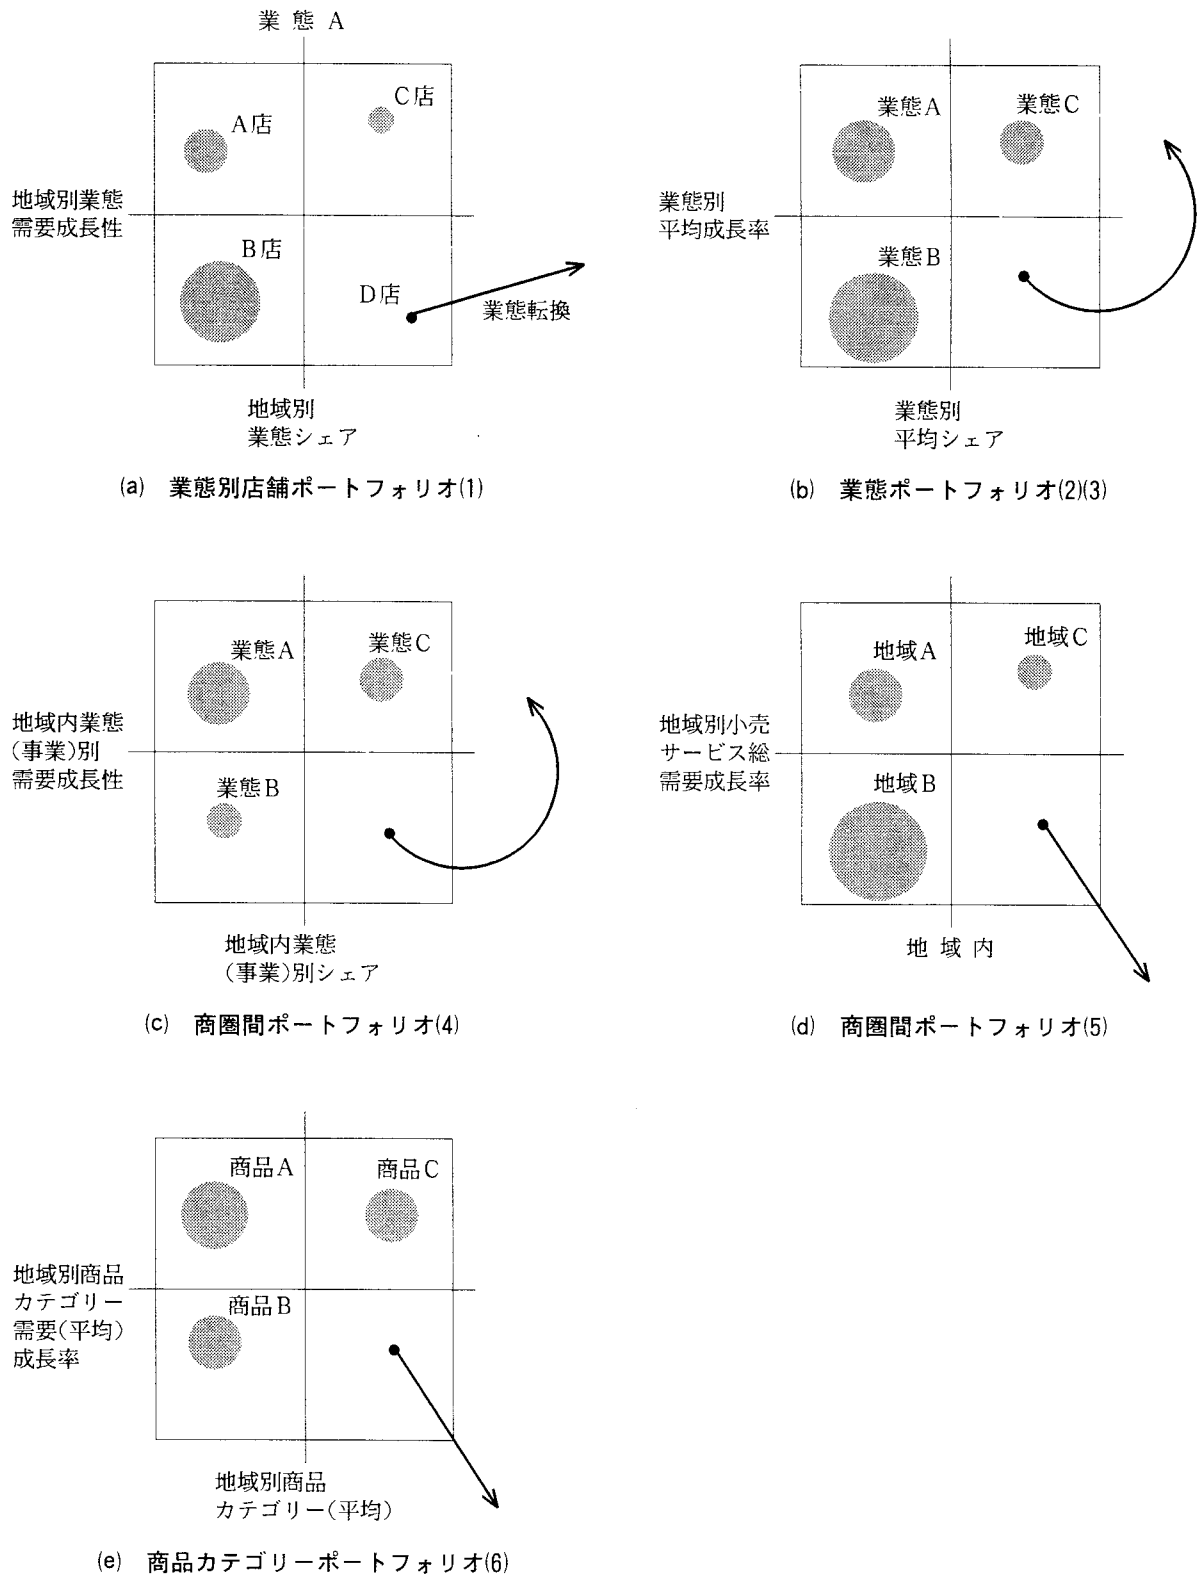 業態A
C店
A店
地域別業態
需要成長性
B店
D店
業態転換
地域別
業態シェア
(a) 業態別店舗ポートフォリオ(1)
業態A
業態C
業態別
平均成長率
業態B
業態別
平均シェア
(b) 業態ポートフォリオ(2)(3)
業態A
業態C
地域内業態
(事業)別
需要成長性
業態B
地域内業態
(事業)別シェア
(c) 商圏間ポートフォリオ(4)
地域A
地域C
地域別小売
サービス総
需要成長率
地域B
地域内
(d) 商圏間ポートフォリオ(5)
商品A
商品C
地域別商品
カテゴリー
需要(平均)
成長率
商品B
地域別商品
カテゴリー(平均)
(e) 商品カテゴリーポートフォリオ(6)